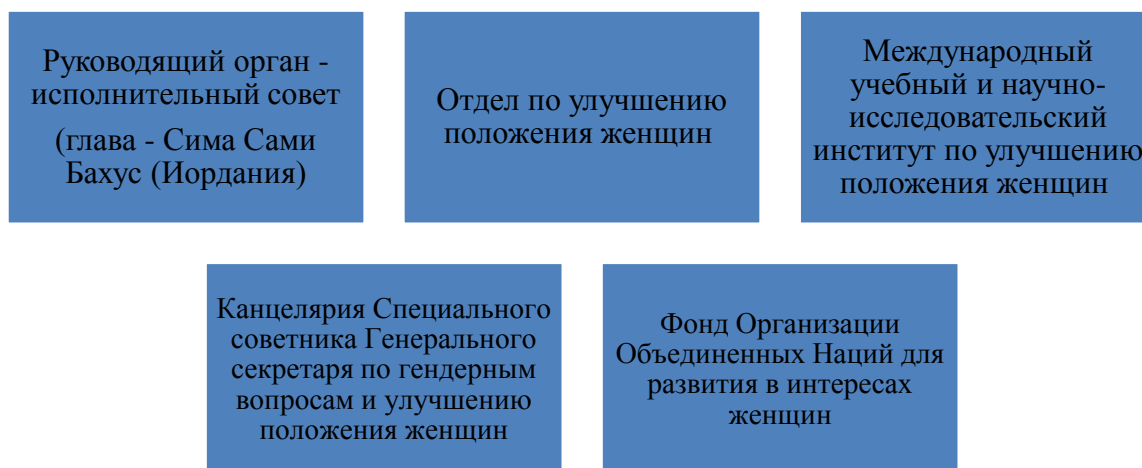 Руководящий орган -
исполнительный совет
(глава - Сима Сами
Бахус (Иордания)
Отдел по улучшению
положения женщин
Международный
учебный и научно-
исследовательский
институт по улучшению
положения женщин
Канцелярия Специального
советника Генерального
секретаря по гендерным
вопросам и улучшению
положения женщин
Фонд Организации
Объединенных Наций для
развития в интересах
женщин